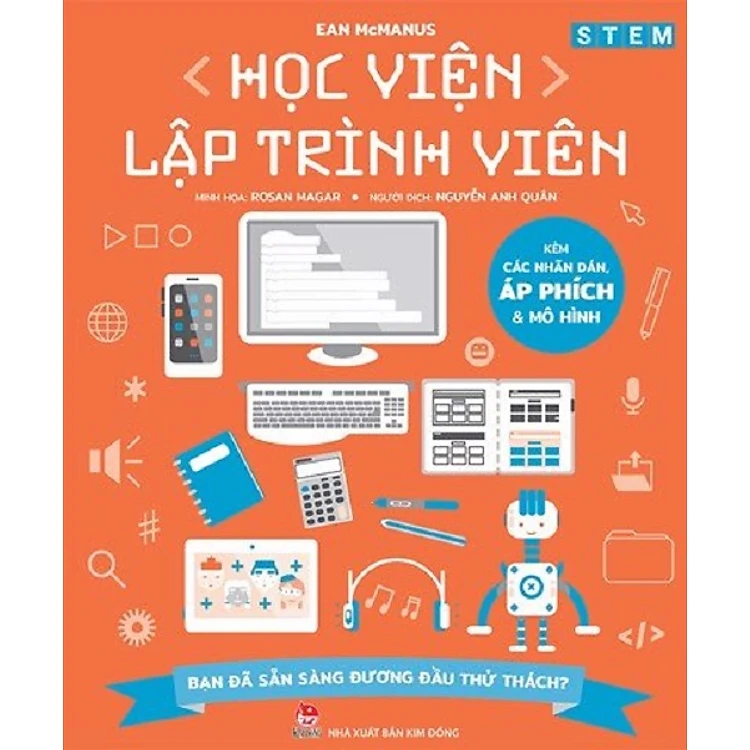 EAN McMANUS
STEM
< HỌC VIỆN >
LẬP TRÌNH VIÊN
MINH HỌA: ROSAN MAGAR • NGƯỜI DỊCH: NGUYỄN ANH QUÂN
KÈM
CÁC NHÃN DÁN,
ÁP PHÍCH
& MÔ HÌNH
#
</>
BẠN ĐÃ SẴN SÀNG ĐƯƠNG ĐẦU THỬ THÁCH?
NHÀ XUẤT BẢN KIM ĐỒNG